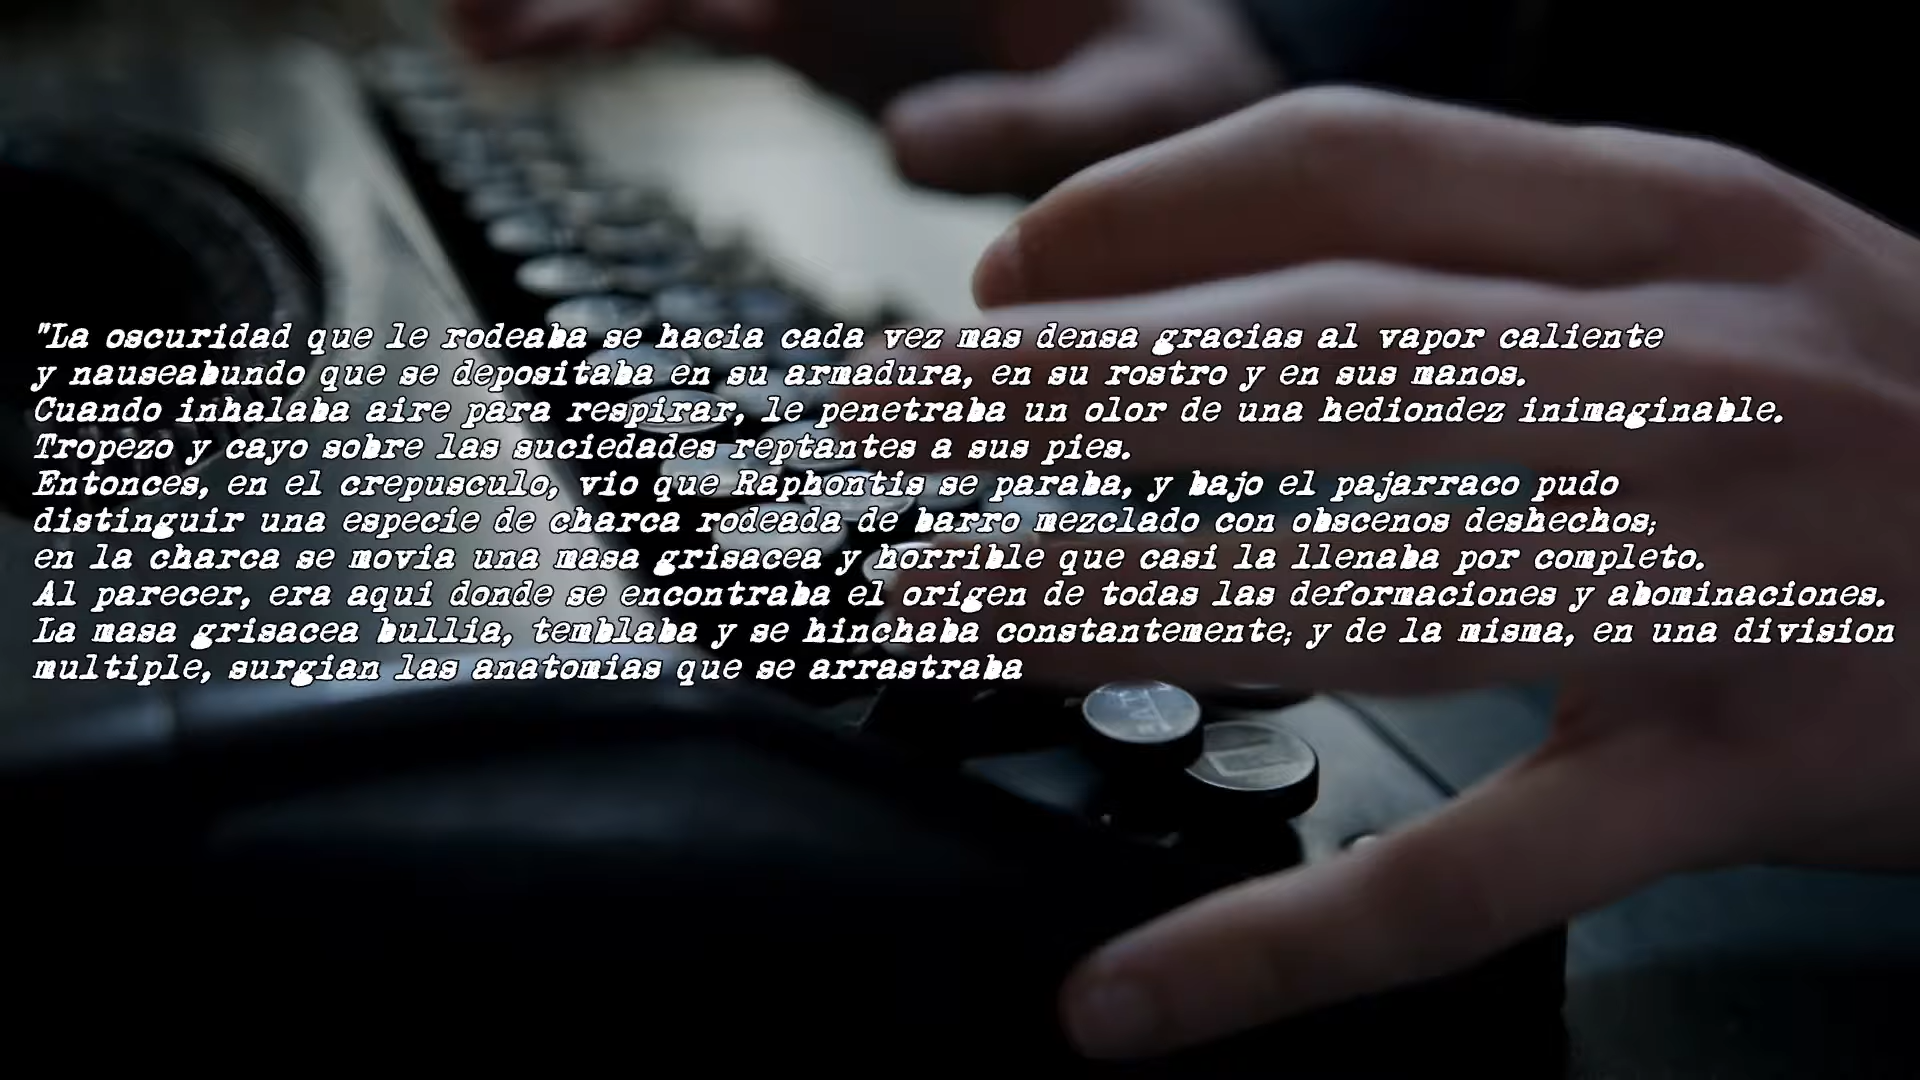 "La oscuridad que le rodeaba se hacia cada vez mas densa gracias al vapor caliente
y nauseabundo que se depositaba en su armadura, en su rostro y en sus manos.
Cuando inhalaba aire para respirar, le penetraba un olor de una hediondez inimaginable.
Tropezo y cayo sobre las suciedades reptantes a sus pies.
Entonces, en el crepusculo, vio que Raphontis se paraba, y bajo el pajarraco pudo
distinguir una especie de charca rodeada de barro mezclado con obscenos deshechos;
en la charca se movia una masa grisacea y horrible que casi la llenaba por completo.
Al parecer, era aqui donde se encontraba el origen de todas las deformaciones y abominaciones.
La masa grisacea bullia, temblaba y se hinchaba constantemente; y de la misma, en una division
multiple, surgian las anatomias que se arrastraba